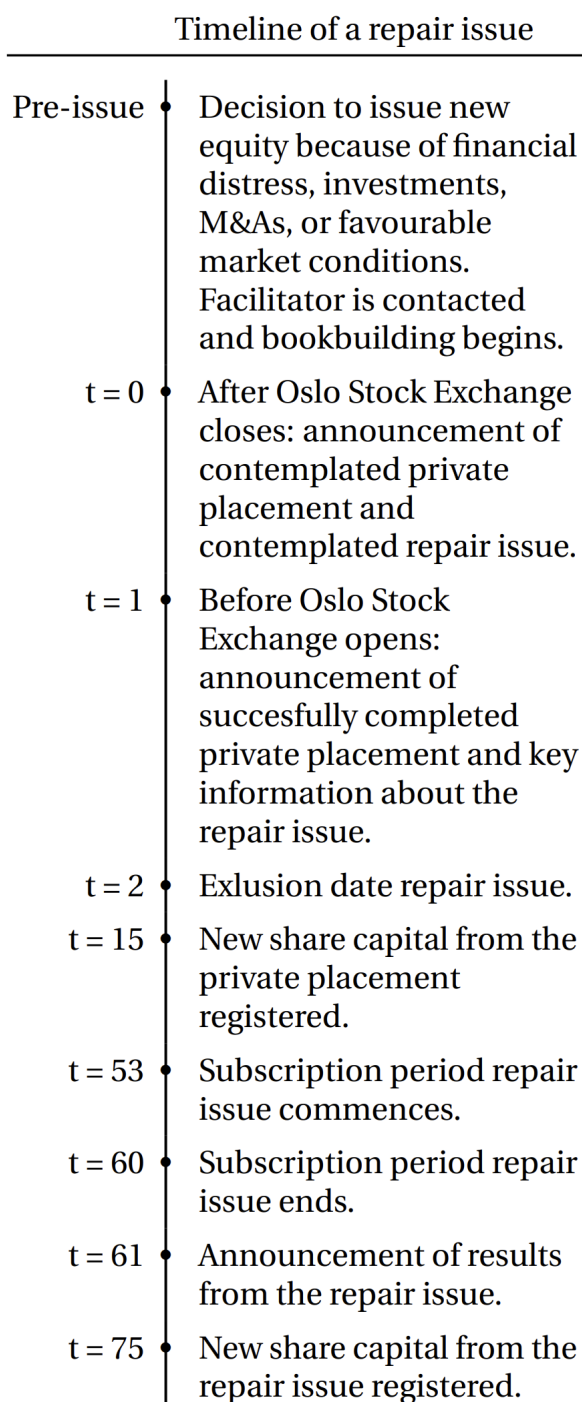 Timeline of a repair issue
Pre-issue Decision to issue new
equity because of financial
distress, investments,
M&As, or favourable
market conditions.
Facilitator is contacted
and bookbuilding begins.
t = 0 After Oslo Stock Exchange
closes: announcement of
contemplated private
placement and
contemplated repair issue.
t = 1 Before Oslo Stock
Exchange opens:
announcement of
succesfully completed
private placement and key
information about the
repair issue.
t = 2 Exlusion date repair issue.
t = 15 New share capital from the
private placement
registered.
t = 53 Subscription period repair
issue commences.
t = 60 Subscription period repair
issue ends.
t = 61 Announcement of results
from the repair issue.
t = 75 New share capital from the
repair issue registered.